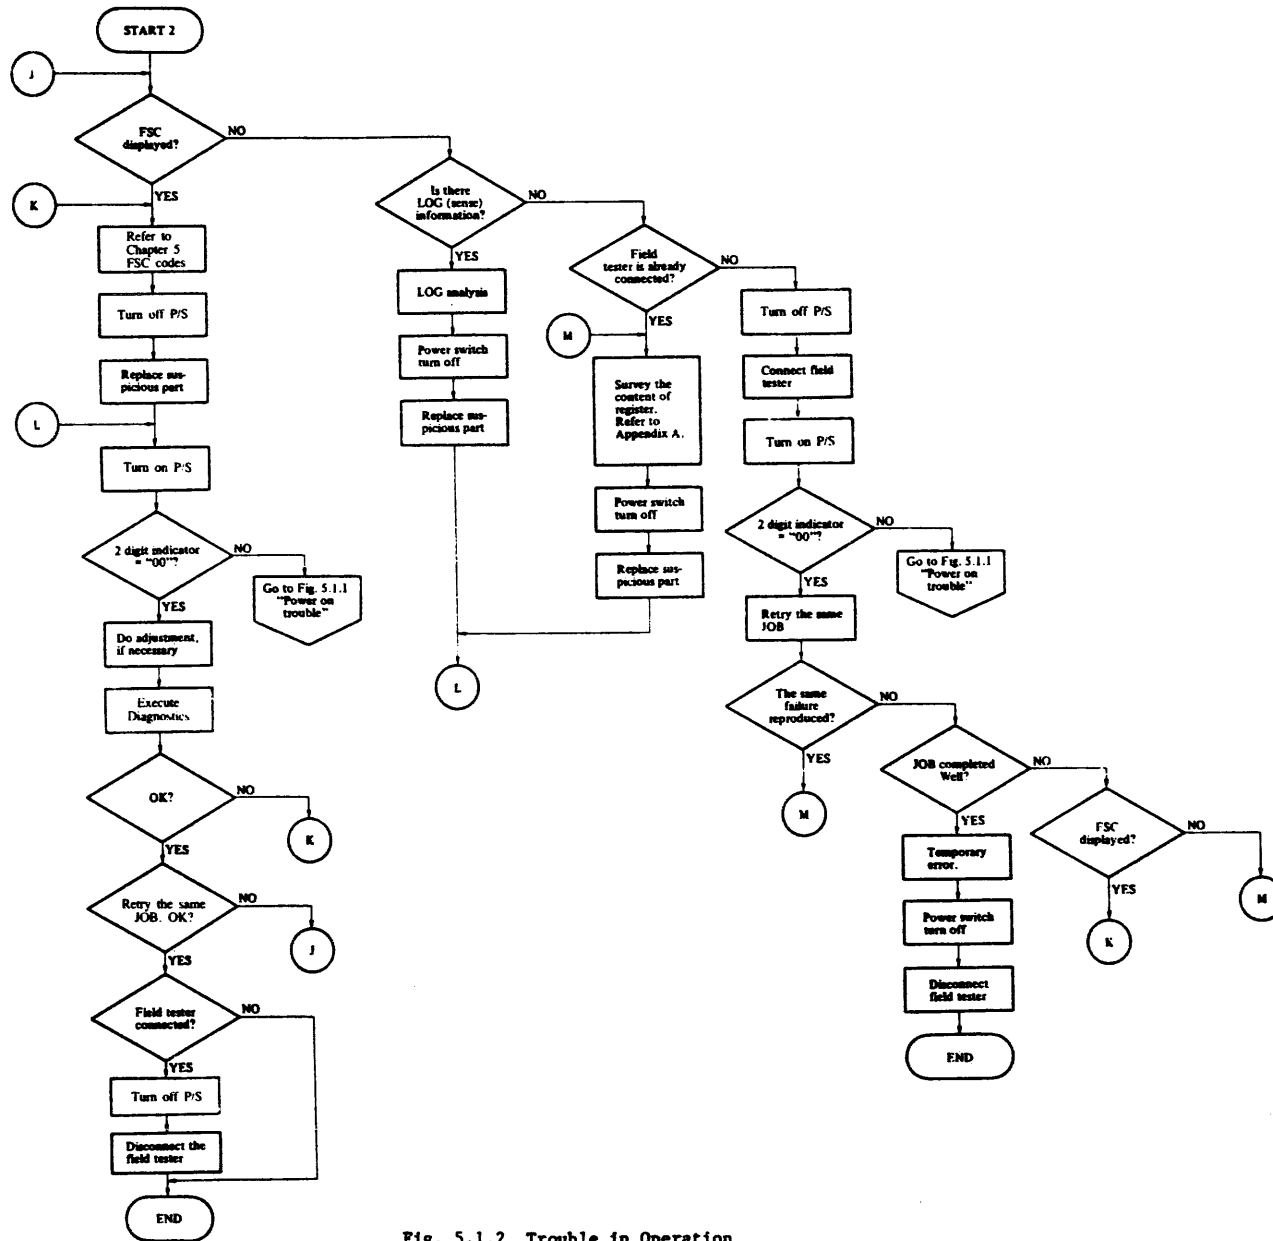 START 2
J
FSC
displayed?
NO
YES
K
Refer to
Chapter 5
FSC codes
Turn off P/S
Replace sus-
picious part
L
Turn on P/S
2 digit indicator
= "00"?
NO
Go to Fig. 5.1.1
"Power on
trouble"
YES
Do adjustment,
if necessary
Execute
Diagnostics
OK?
NO
K
YES
Retry the same
JOB. OK?
NO
J
YES
Field tester
connected?
NO
YES
Turn off P/S
Disconnect the
field tester
END
Is there
LOG (sense)
information?
NO
YES
LOG analysis
Power switch
turn off
Replace sus-
picious part
L
Field
tester is already
connected?
NO
YES
M
Survey the
content of
register.
Refer to
Appendix A.
Power switch
turn off
Replace sus-
picious part
Turn off P/S
Connect field
tester
Turn on P/S
2 digit indicator
= "00"?
NO
Go to Fig. 5.1.1
"Power on
trouble"
YES
Retry the same
JOB
The same
failure
reproduced?
NO
YES
M
JOB completed
Well?
NO
YES
Temporary
error.
Power switch
turn off
Disconnect
field tester
END
FSC
displayed?
NO
YES
K
M
Fig. 5.1.2 Trouble in Operation